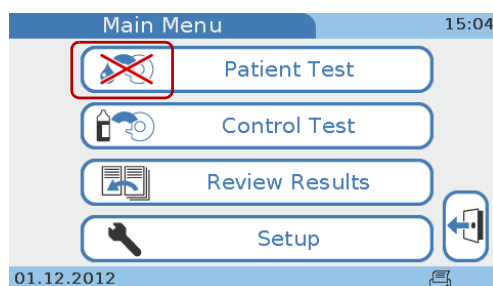 Main Menu 15:04
Patient Test
Control Test
Review Results
Setup
01.12.2012